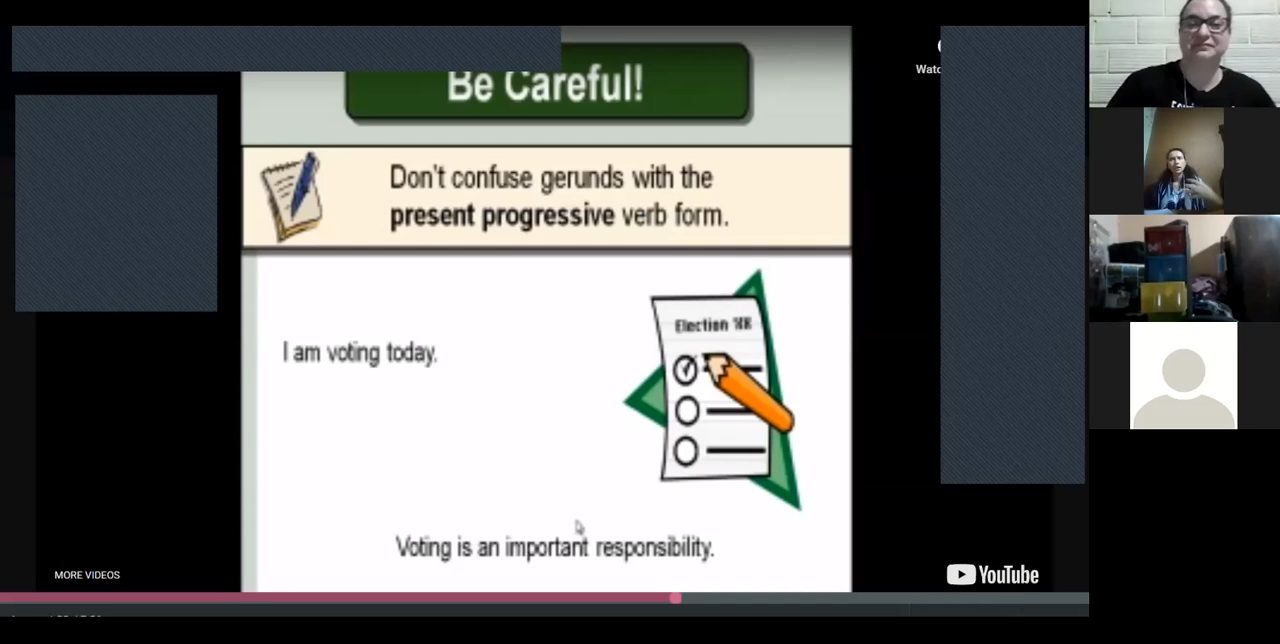 Be Careful!
Don't confuse gerunds with the
present progressive verb form.
Election '88
I am voting today.
Voting is an important responsibility.
MORE VIDEOS
YouTube